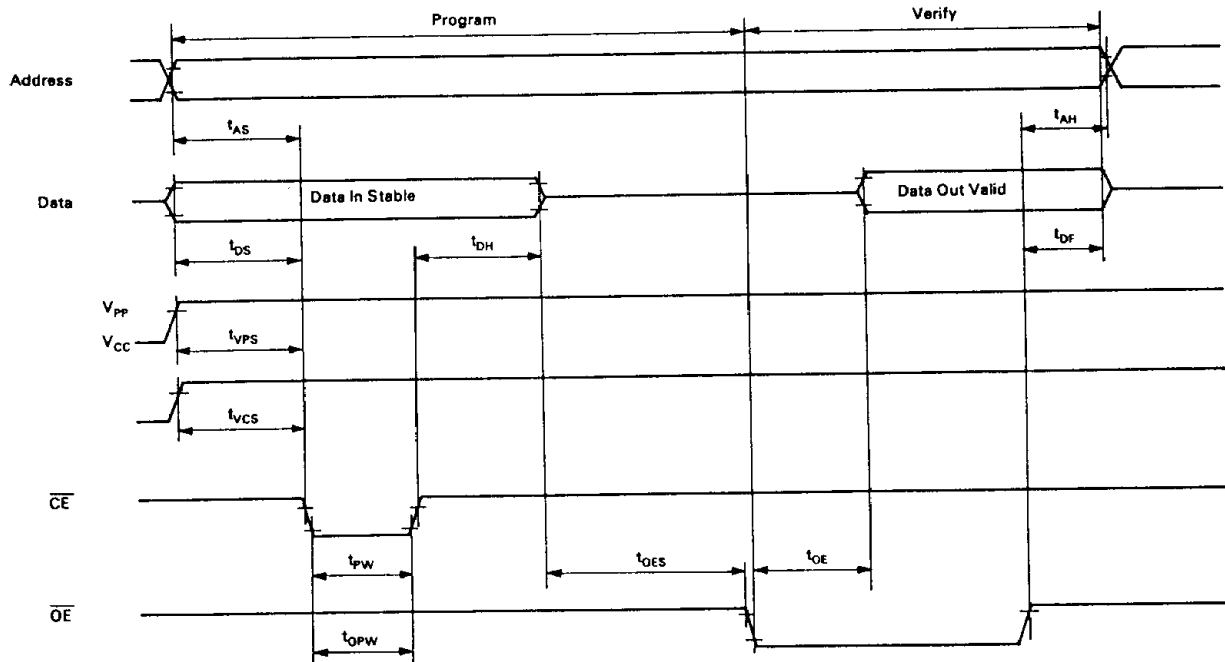 Program
Verify
Address
tAS
tAH
Data
Data In Stable
Data Out Valid
tDS
tDH
tDF
VPP
VCC
tVPS
tVCS
CE
tPW
tOES
tOE
OE
tOPW